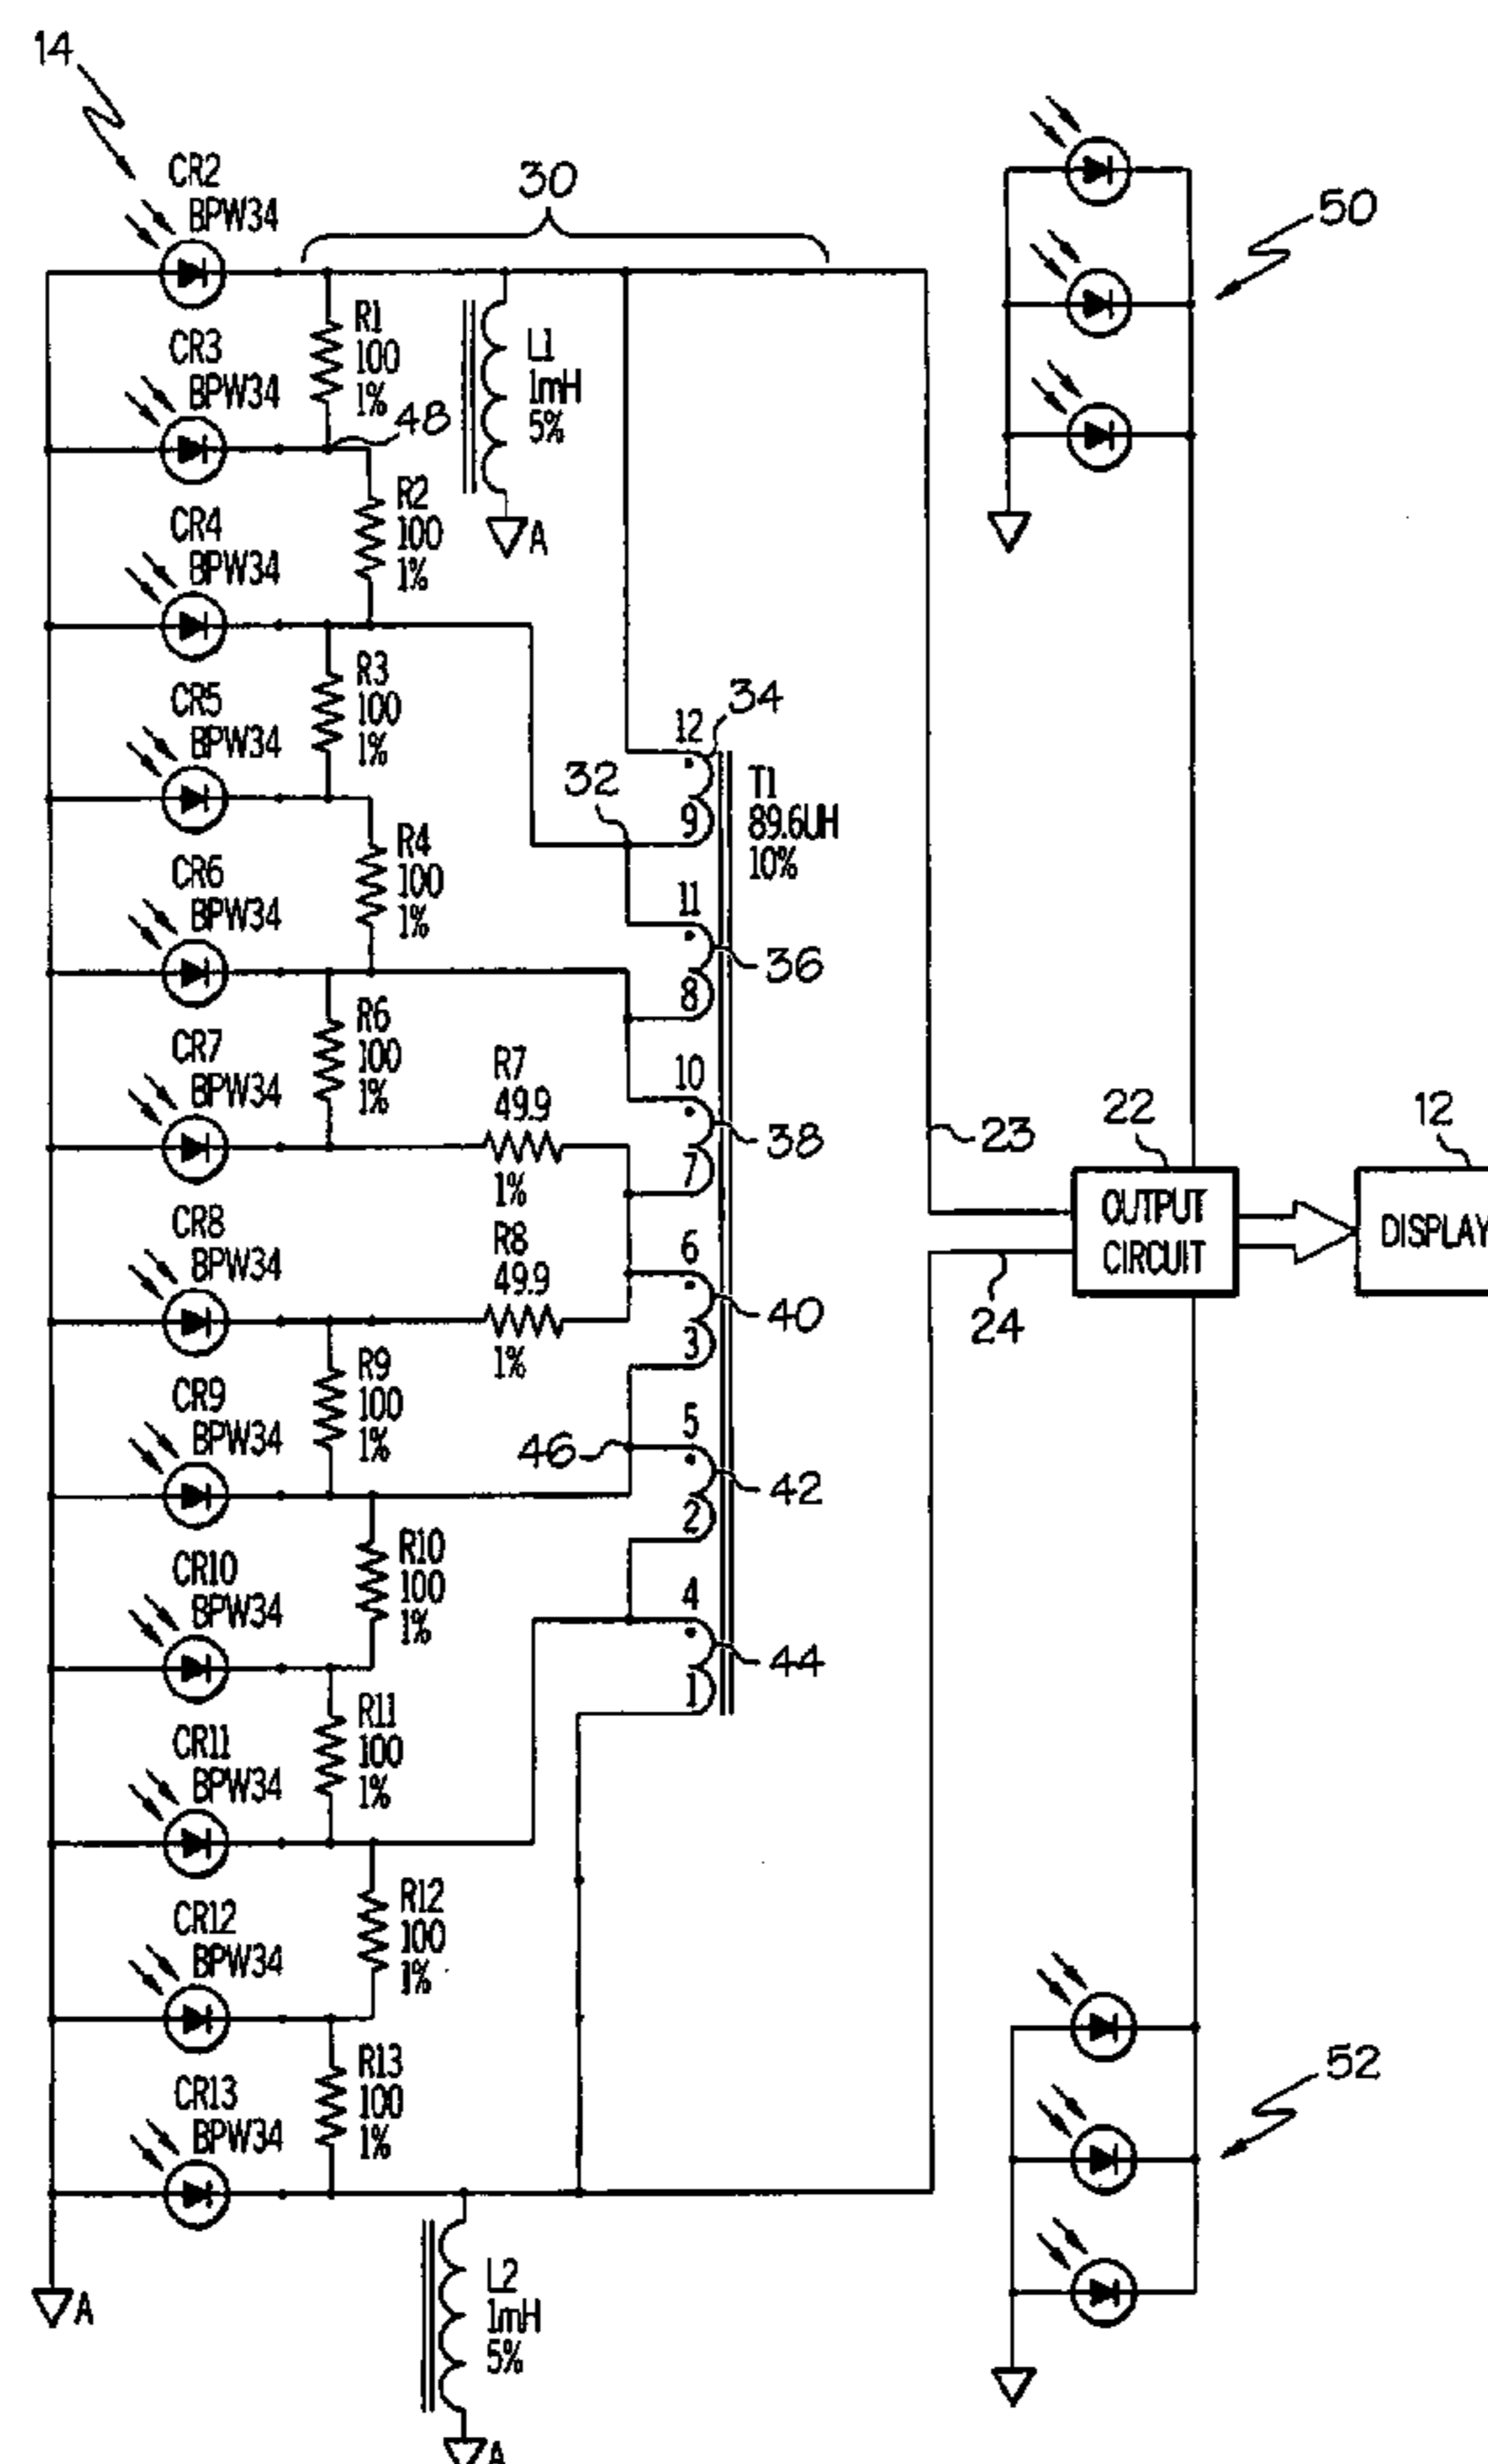 14
CR2
BPW34
30
50
R1
100
1%
L1
1mH
5%
CR3
BPW34
48
R2
100
1%
A
CR4
BPW34
R3
100
1%
CR5
BPW34
12
34
32
9
T1
89.6UH
10%
R4
100
1%
CR6
BPW34
11
36
8
R6
100
1%
CR7
BPW34
R7
49.9
1%
10
38
7
23
22
12
OUTPUT
CIRCUIT
DISPLAY
24
CR8
BPW34
R8
49.9
1%
6
40
3
R9
100
1%
CR9
BPW34
46
5
42
2
R10
100
1%
CR10
BPW34
4
44
1
R11
100
1%
CR11
BPW34
R12
100
1%
CR12
BPW34
R13
100
1%
52
CR13
BPW34
L2
1mH
5%
A
A